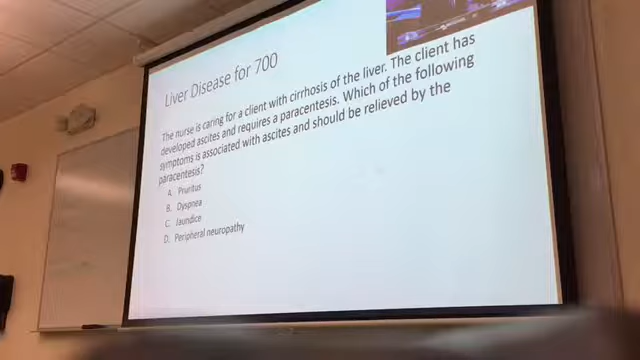 Liver Disease for 700
The nurse is caring for a client with cirrhosis of the liver. The client has
developed ascites and requires a paracentesis. Which of the following
symptoms is associated with ascites and should be relieved by the
paracentesis?
A. Pruritus
B. Dyspnea
C. Jaundice
D. Peripheral neuropathy